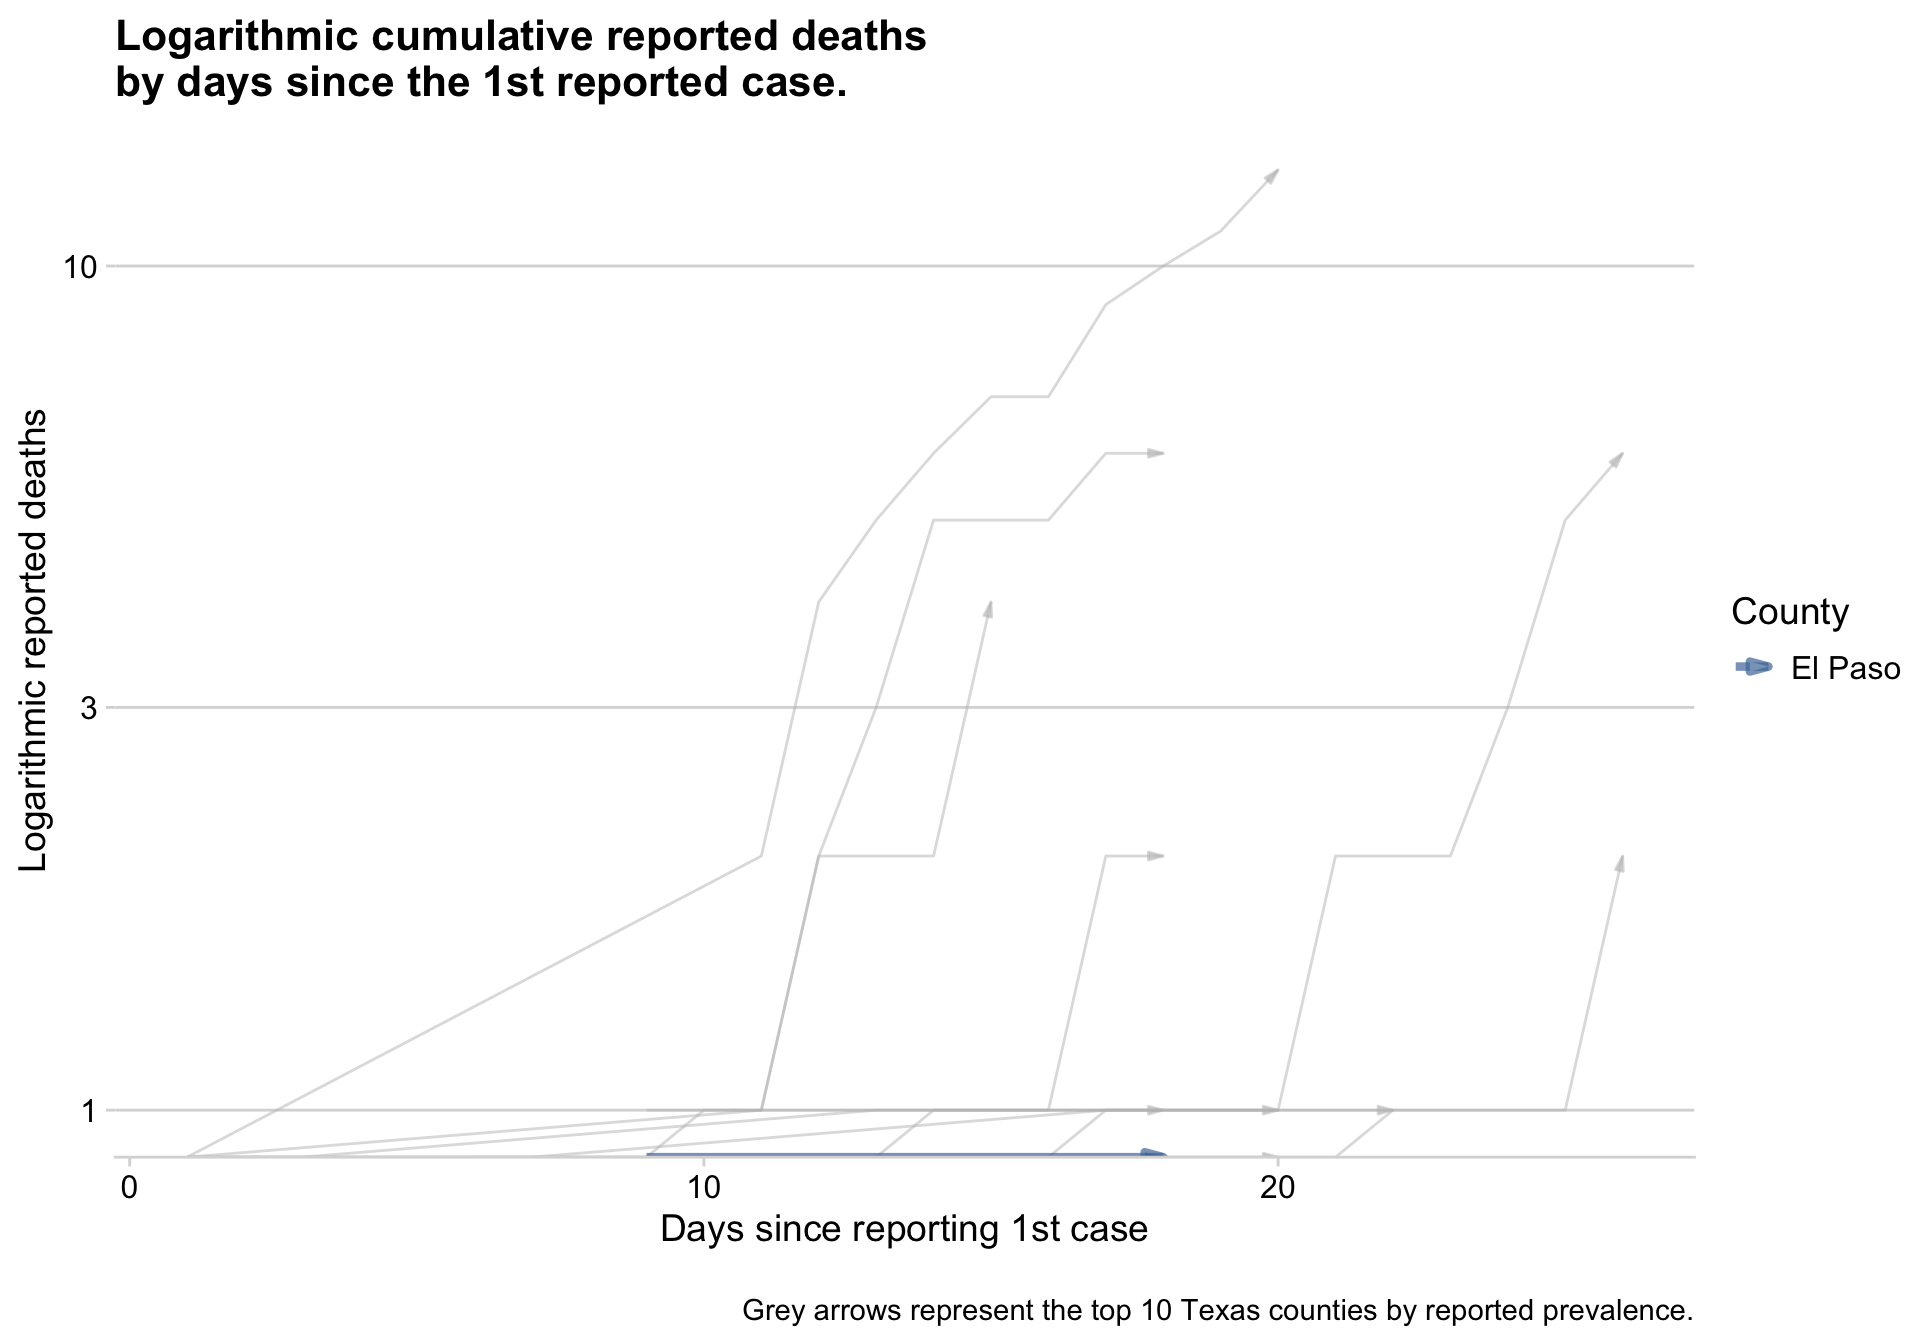 Logarithmic cumulative reported deaths
by days since the 1st reported case.
10
3
1
Logarithmic reported deaths
0
10
20
Days since reporting 1st case
County
El Paso
Grey arrows represent the top 10 Texas counties by reported prevalence.